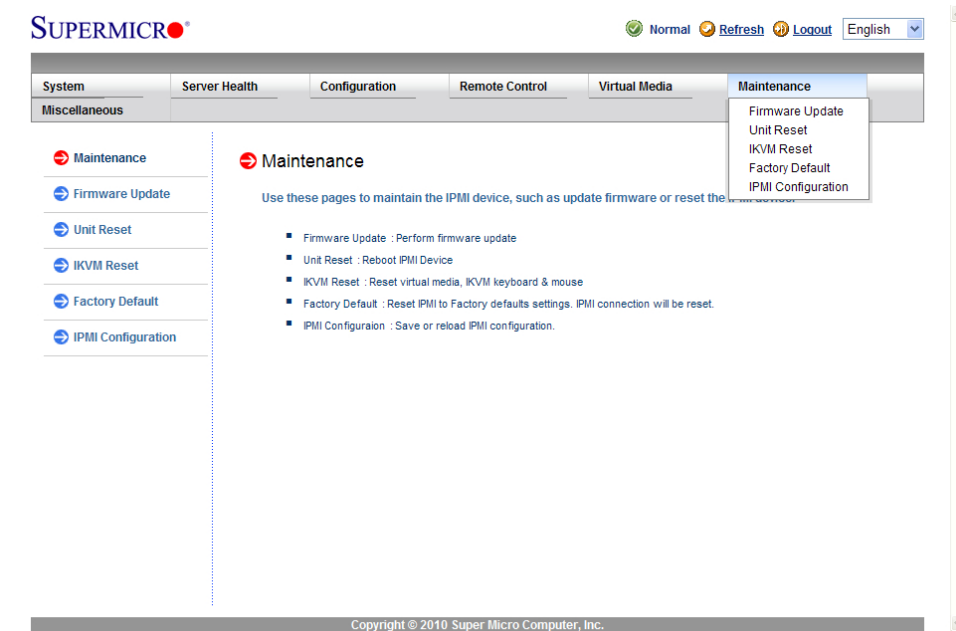 SUPERMICRO®
Normal Refresh Logout English
System Server Health Configuration Remote Control Virtual Media Maintenance
Miscellaneous
Firmware Update
Unit Reset
IKVM Reset
Factory Default
IPMI Configuration
Maintenance
Firmware Update
Unit Reset
IKVM Reset
Factory Default
IPMI Configuration
Maintenance
Use these pages to maintain the IPMI device, such as update firmware or reset the
Firmware Update : Perform firmware update
Unit Reset : Reboot IPMI Device
IKVM Reset : Reset virtual media, IKVM keyboard & mouse
Factory Default : Reset IPMI to Factory defaults settings. IPMI connection will be reset.
IPMI Configuraion : Save or reload IPMI configuration.
Copyright © 2010 Super Micro Computer, Inc.